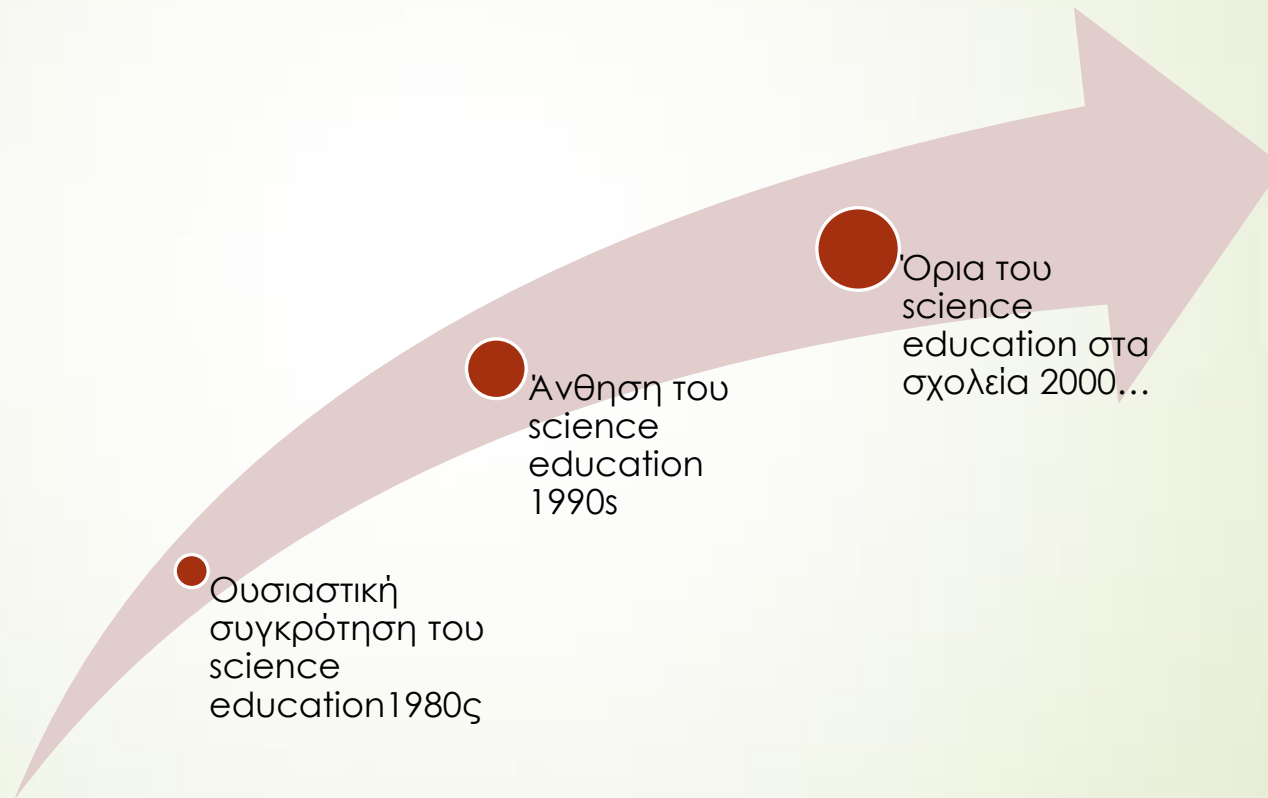 Ουσιαστική
συγκρότηση του
science
education1980ς
Άνθηση του
science
education
1990s
Όρια του
science
education στα
σχολεία 2000…